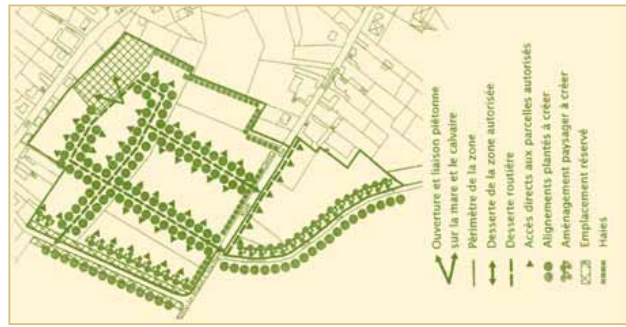 Ouverture et liaison piétonne
sur la mare et le calvaire
Périmètre de la zone
Desserte de la zone autorisée
Desserte routière
Accès directs aux parcelles autorisés
Alignements plantés à créer
Aménagement paysager à créer
Emplacement réservé
Haies